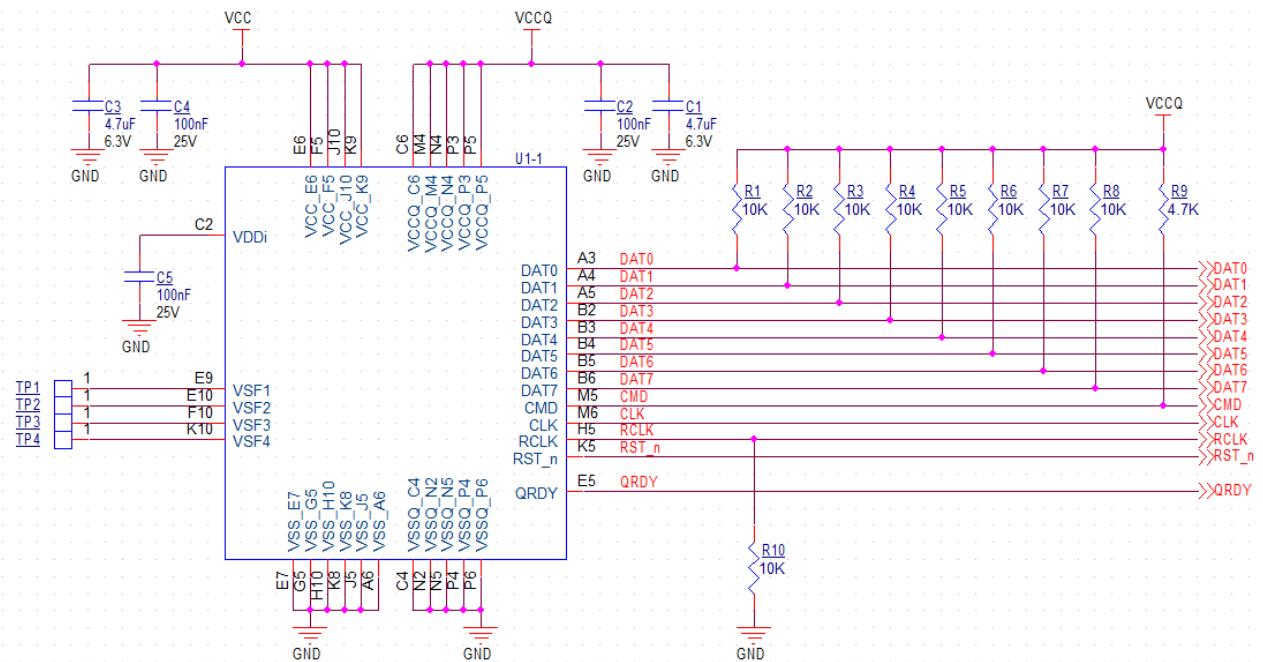 VCC
VCCQ
C3
4.7uF
6.3V
C4
100nF
25V
C2
100nF
25V
C1
4.7uF
6.3V
GND
GND
GND
GND
VCCQ
E6
F5
J10
K9
C6
M4
N4
P3
P5
U1-1
VCC_E6
VCC_F5
VCC_J10
VCC_K9
VCCQ_C6
VCCQ_M4
VCCQ_N4
VCCQ_P3
VCCQ_P5
R1
10K
R2
10K
R3
10K
R4
10K
R5
10K
R6
10K
R7
10K
R8
10K
R9
4.7K
C2
VDDi
C5
100nF
25V
GND
DAT0 A3 DAT0 DAT0
DAT1 A4 DAT1 DAT1
DAT2 A5 DAT2 DAT2
DAT3 B2 DAT3 DAT3
DAT4 B3 DAT4 DAT4
DAT5 B4 DAT5 DAT5
DAT6 B5 DAT6 DAT6
DAT7 B6 DAT7 DAT7
CMD M5 CMD CMD
CLK M6 CLK CLK
RCLK H5 RCLK RCLK
RST_n K5 RST_n RST_n
QRDY E5 QRDY QRDY
TP1 1 E9 VSF1
TP2 1 E10 VSF2
TP3 1 F10 VSF3
TP4 1 K10 VSF4
VSS_E7
VSS_G5
VSS_H10
VSS_K8
VSS_J5
VSS_A6
VSSQ_C4
VSSQ_N2
VSSQ_N5
VSSQ_P4
VSSQ_P6
E7
G5
H10
K8
J5
A6
C4
N2
N5
P4
P6
R10
10K
GND
GND
GND